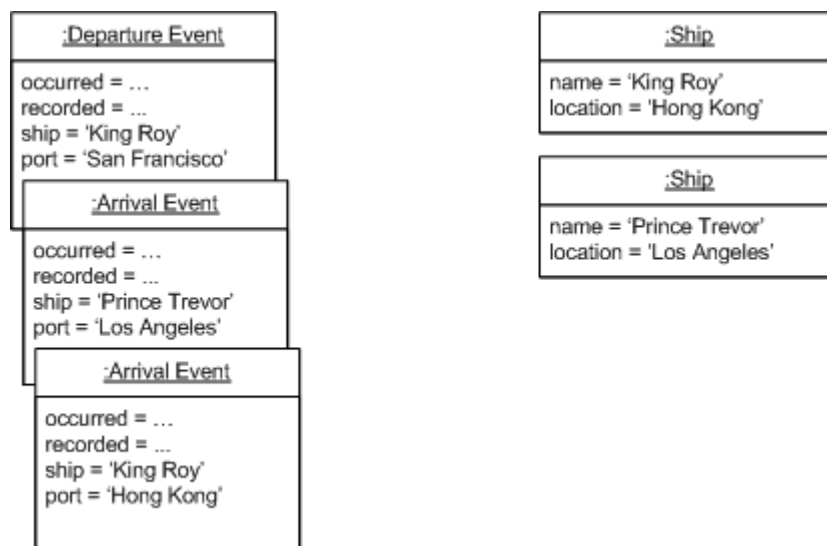 :Departure Event
occurred = …
recorded = ...
ship = 'King Roy'
port = 'San Francisco'
:Arrival Event
occurred = …
recorded = ...
ship = 'Prince Trevor'
port = 'Los Angeles'
:Arrival Event
occurred = …
recorded = ...
ship = 'King Roy'
port = 'Hong Kong'
:Ship
name = 'King Roy'
location = 'Hong Kong'
:Ship
name = 'Prince Trevor'
location = 'Los Angeles'